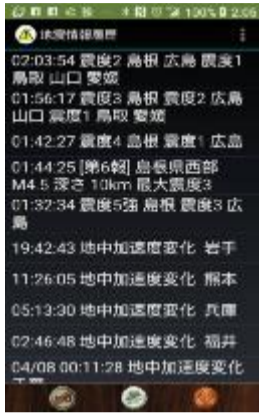 100% 2:05
地震情報履歴
02:03:54 震度2 島根 広島 震度1
鳥取 山口 愛媛
01:56:17 震度3 島根 震度2 広島
山口 震度1 鳥取 愛媛
01:42:27 震度4 島根 震度1 広島
01:44:25 [第6報] 島根県西部
M4.5 深さ 10km 最大震度3
01:32:34 震度5強 島根 震度3 広
島
19:42:43 地中加速度変化 岩手
11:26:05 地中加速度変化 熊本
05:13:30 地中加速度変化 兵庫
02:46:48 地中加速度変化 福井
04/08 00:11:28 地中加速度変化